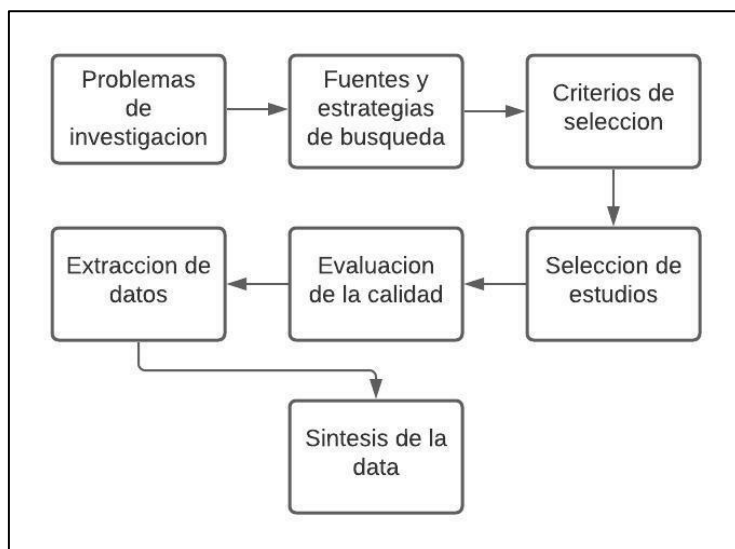 Problemas
de
investigacion
Fuentes y
estrategias
de busqueda
Criterios de
seleccion
Seleccion de
estudios
Evaluacion
de la calidad
Extraccion de
datos
Sintesis de la
data